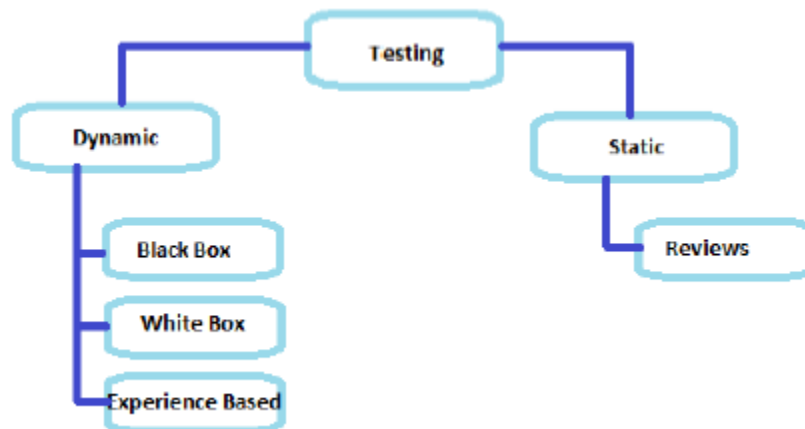 Testing
Dynamic
Static
Black Box
Reviews
White Box
Experience Based